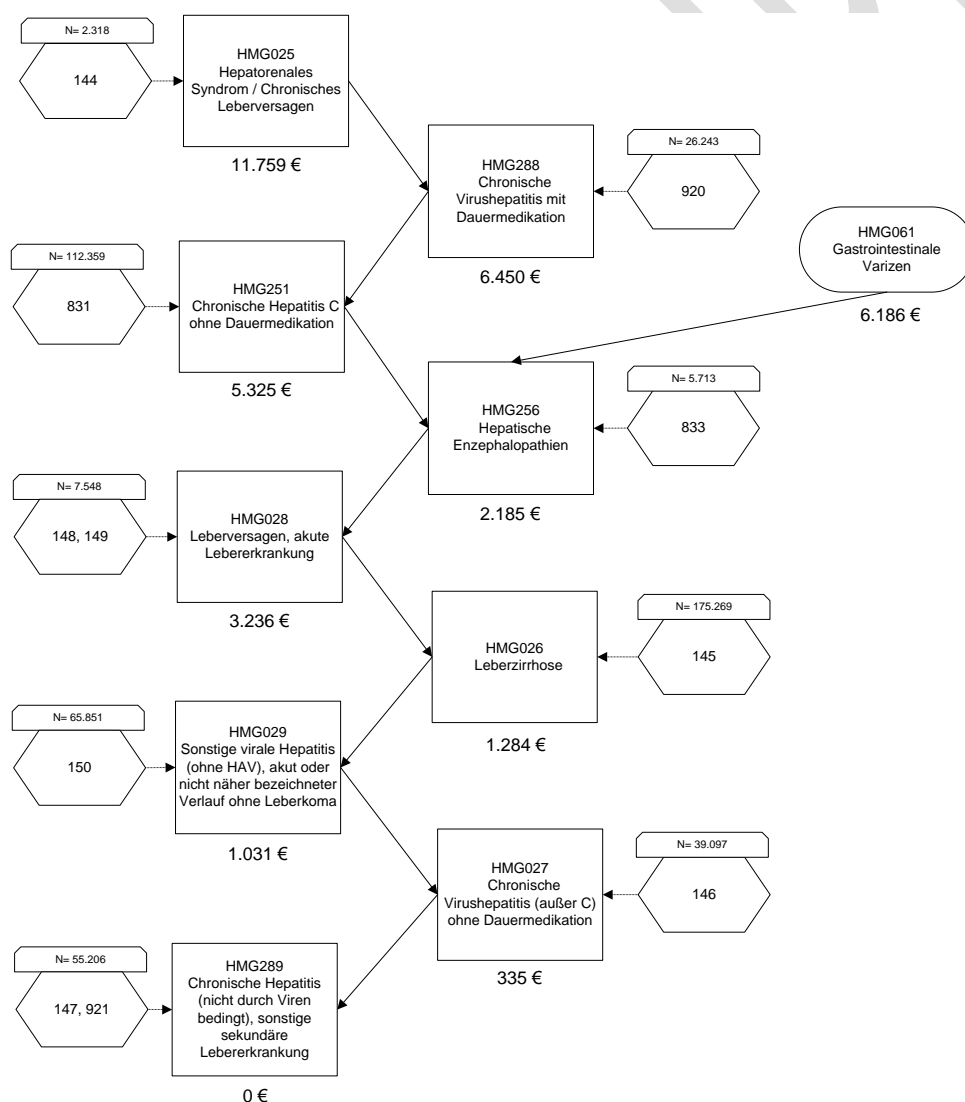 N= 2.318
144
HMG025
Hepatorenales
Syndrom / Chronisches
Leberversagen
11.759 €
HMG288
Chronische
Virushepatitis mit
Dauermedikation
6.450 €
N= 26.243
920
HMG061
Gastrointestinale
Varizen
6.186 €
N= 112.359
831
HMG251
Chronische Hepatitis C
ohne Dauermedikation
5.325 €
HMG256
Hepatische
Enzephalopathien
2.185 €
N= 5.713
833
N= 7.548
148, 149
HMG028
Leberversagen, akute
Lebererkrankung
3.236 €
HMG026
Leberzirrhose
1.284 €
N= 175.269
145
N= 65.851
150
HMG029
Sonstige virale Hepatitis
(ohne HAV), akut oder
nicht näher bezeichneter
Verlauf ohne Leberkoma
1.031 €
HMG027
Chronische
Virushepatitis (außer C)
ohne Dauermedikation
335 €
N= 39.097
146
N= 55.206
147, 921
HMG289
Chronische Hepatitis
(nicht durch Viren
bedingt), sonstige
sekundäre
Lebererkrankung
0 €